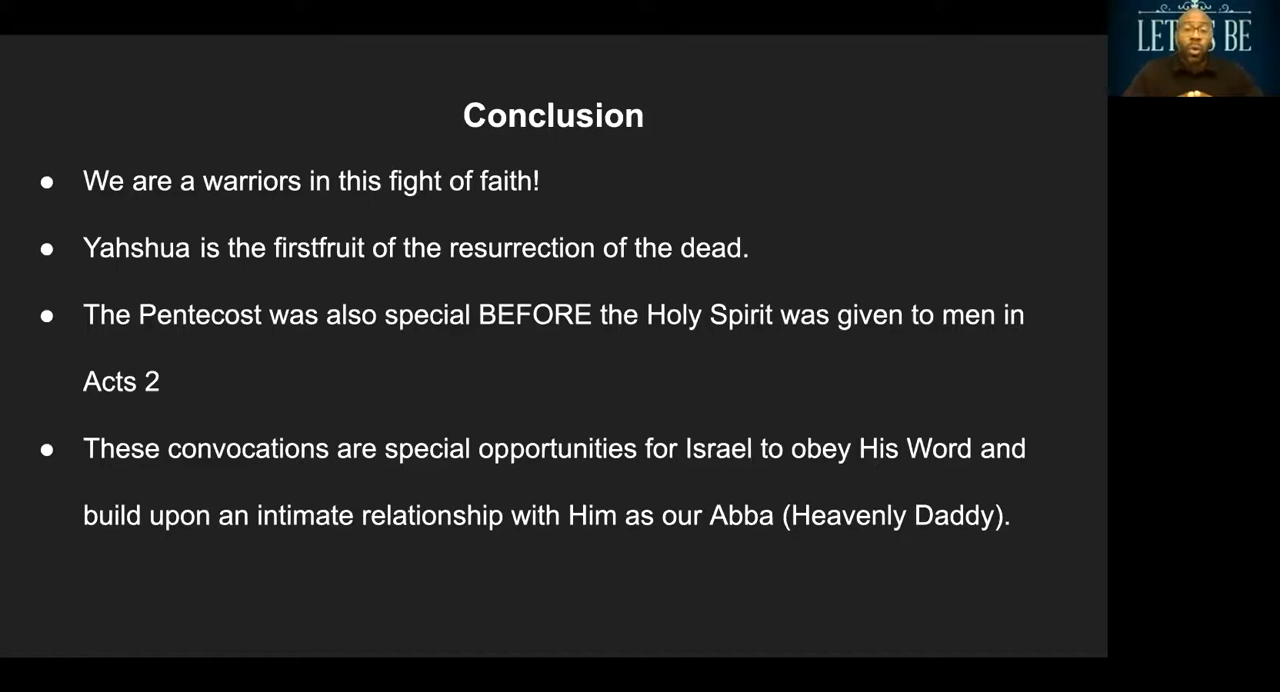 LET
BE
Conclusion
● We are a warriors in this fight of faith!
● Yahshua is the firstfruit of the resurrection of the dead.
● The Pentecost was also special BEFORE the Holy Spirit was given to men in
Acts 2
● These convocations are special opportunities for Israel to obey His Word and
build upon an intimate relationship with Him as our Abba (Heavenly Daddy).